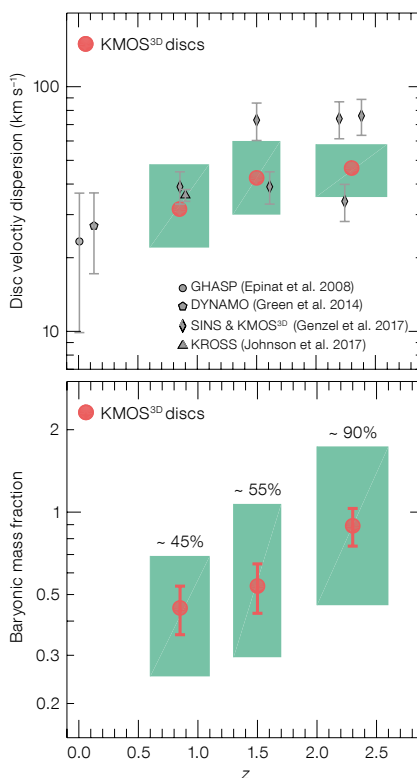 KMOS³ᴰ discs
100
10
Disc veloctiy dispersion (km s⁻¹)
GHASP (Epinat et al. 2008)
DYNAMO (Green et al. 2014)
SINS & KMOS³ᴰ (Genzel et al. 2017)
KROSS (Johnson et al. 2017)
KMOS³ᴰ discs
~ 90%
~ 55%
~ 45%
2
1
0.5
0.3
0.2
Baryonic mass fraction
0.0 0.5 1.0 1.5 2.0 2.5
z